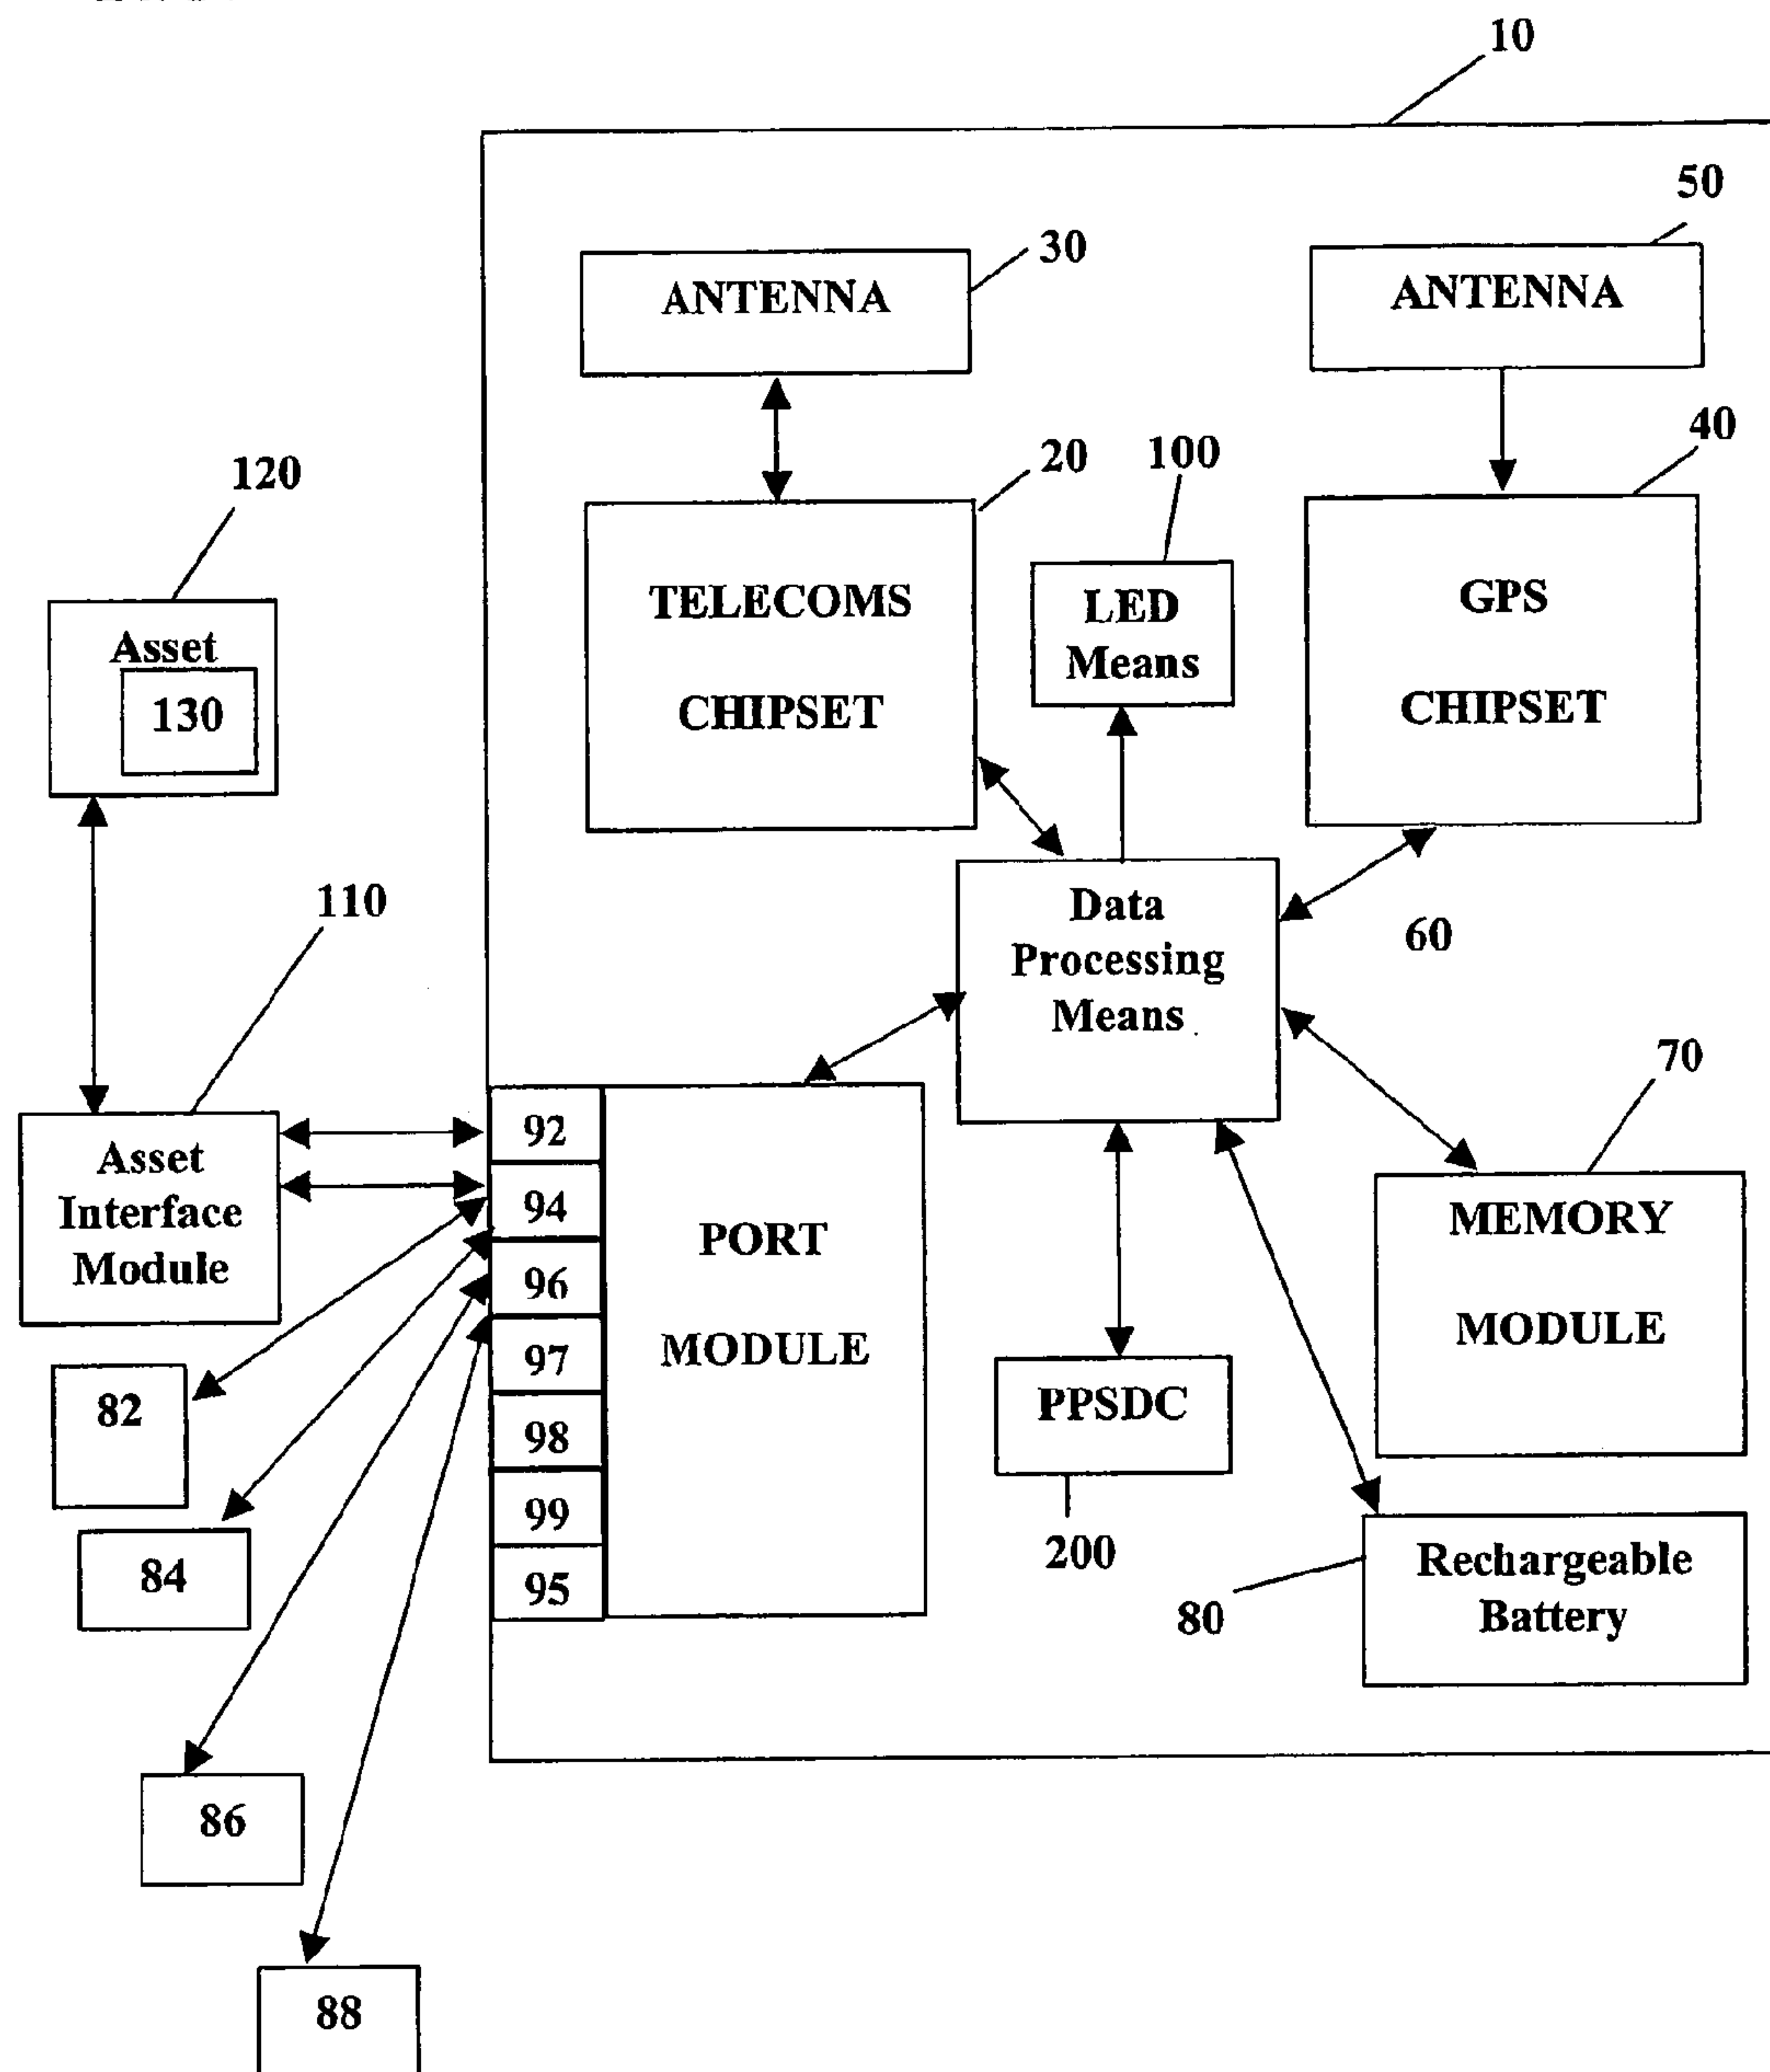 10
50
30
ANTENNA
ANTENNA
40
20
100
120
TELECOMS
CHIPSET
LED
Means
GPS
CHIPSET
Asset
130
110
Data
Processing
Means
60
70
92
94
96
97
98
99
95
Asset
Interface
Module
PORT
MODULE
MEMORY
MODULE
82
PPSDC
84
200
80
Rechargeable
Battery
86
88